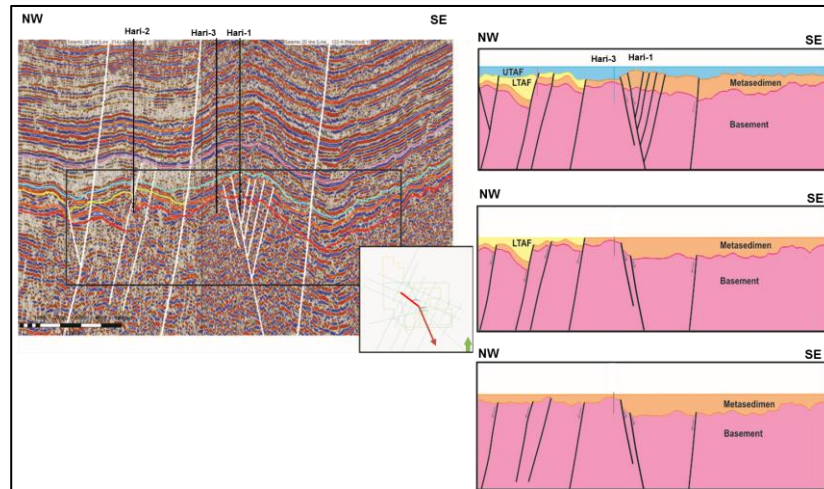 NW
SE
Hari-2
Hari-3
Hari-1
NW
SE
Hari-3
Hari-1
UTAF
LTAF
Metasedimen
Basement
NW
SE
LTAF
Metasedimen
Basement
NW
SE
Metasedimen
Basement